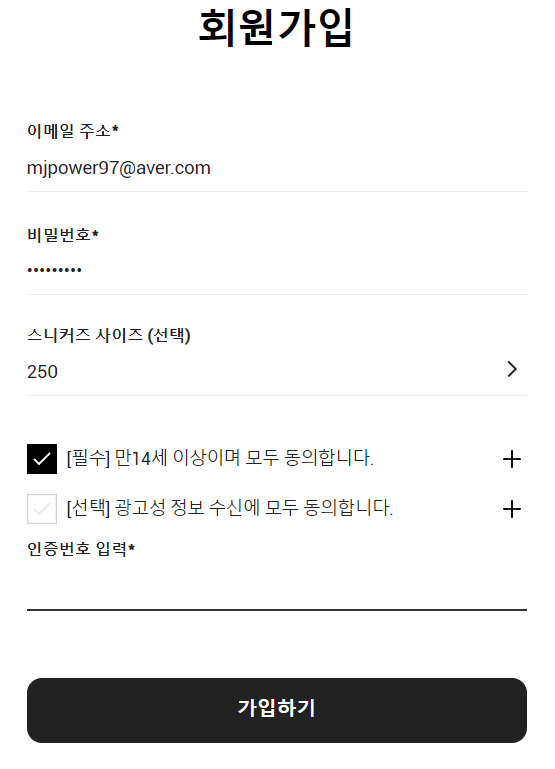 회원가입
이메일 주소*
mjpower97@aver.com
비밀번호*
•••••••••
스니커즈 사이즈 (선택)
250
[필수] 만14세 이상이며 모두 동의합니다.
[선택] 광고성 정보 수신에 모두 동의합니다.
인증번호 입력*
가입하기